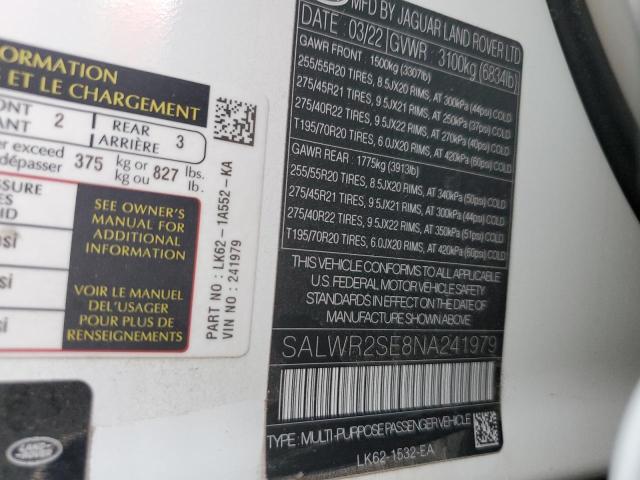 ORMATION
ET LE CHARGEMENT
ONT 2 REAR 3
ANT ARRIÈRE
er exceed 375 kg or 827 lbs.
dépasser kg ou lb.
SSURE
ES
ID
SEE OWNER'S
MANUAL FOR
ADDITIONAL
INFORMATION
VOIR LE MANUEL
DEL'USAGER
POUR PLUS DE
RENSEIGNEMENTS
si
si
PART NO : LK62-1A552-KA
VIN NO : 241979
LAND-
ROVER
MFD BY JAGUAR LAND ROVER LTD
DATE: 03/22 GVWR : 3100kg (6834lb)
GAWR FRONT : 1500kg (3307lb)
255/55R20 TIRES, 8.5JX20 RIMS, AT 300kPa (44psi) COLD
275/45R21 TIRES, 9.5JX21 RIMS, AT 250kPa (37psi) COLD
275/40R22 TIRES, 9.5JX22 RIMS, AT 270kPa (40psi) COLD
T195/70R20 TIRES, 6.0JX20 RIMS, AT 420kPa (60psi) COLD
GAWR REAR : 1775kg (3913lb)
255/55R20 TIRES, 8.5JX20 RIMS, AT 340kPa (50psi) COLD
275/45R21 TIRES, 9.5JX21 RIMS, AT 300kPa (44psi) COLD
275/40R22 TIRES, 9.5JX22 RIMS, AT 350kPa (51psi) COLD
T195/70R20 TIRES, 6.0JX20 RIMS, AT 420kPa (60psi) COLD
THIS VEHICLE CONFORMS TO ALL APPLICABLE
U.S. FEDERAL MOTOR VEHICLE SAFETY
STANDARDS IN EFFECT ON THE DATE OF
MANUFACTURE SHOWN ABOVE
SALWR2SE8NA241979
TYPE: MULTI-PURPOSE PASSENGER VEHICLE
LK62-1532-EA